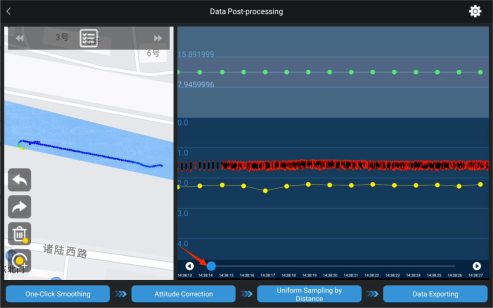 Data Post-processing
3号
6号
15.891999
7.9459996
0.0
1.0
2.0
3.0
4.0
诸陆西路
14:38:13 14:38:14 14:38:15 14:38:16 14:38:17 14:38:18 14:38:19 14:38:20 14:38:21 14:38:22 14:38:23 14:38:24 14:38:25 14:38:26 14:38:27
One-Click Smoothing
Attitude Correction
Uniform Sampling by
Distance
Data Exporting